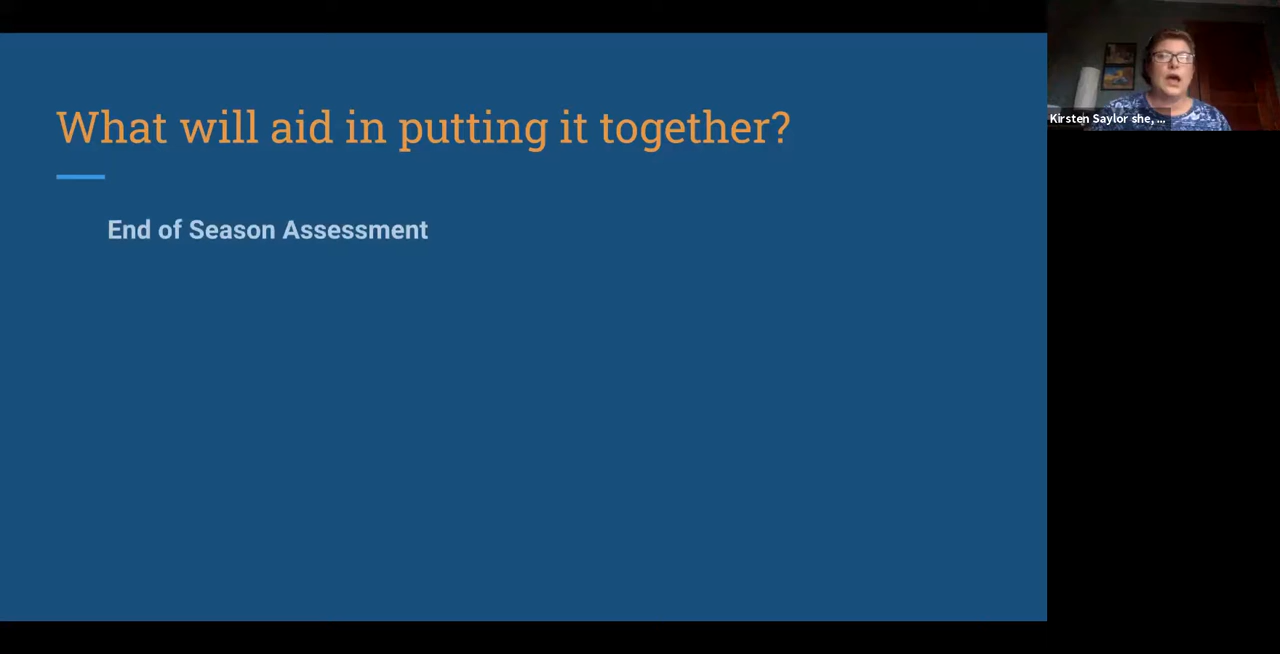 What will aid in putting it together?
End of Season Assessment
Kirsten Saylor she, ...